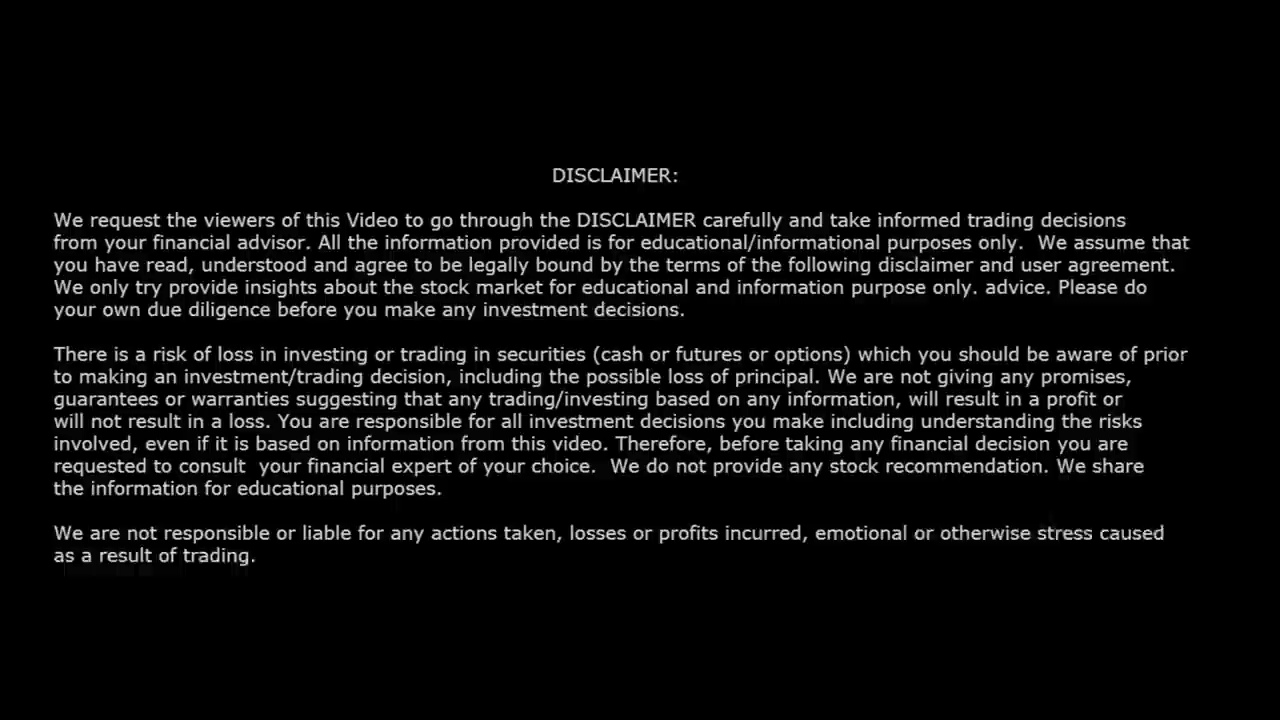 DISCLAIMER:
We request the viewers of this Video to go through the DISCLAIMER carefully and take informed trading decisions
from your financial advisor. All the information provided is for educational/informational purposes only.  We assume that
you have read, understood and agree to be legally bound by the terms of the following disclaimer and user agreement.
We only try provide insights about the stock market for educational and information purpose only. advice. Please do
your own due diligence before you make any investment decisions.
There is a risk of loss in investing or trading in securities (cash or futures or options) which you should be aware of prior
to making an investment/trading decision, including the possible loss of principal. We are not giving any promises,
guarantees or warranties suggesting that any trading/investing based on any information, will result in a profit or
will not result in a loss. You are responsible for all investment decisions you make including understanding the risks
involved, even if it is based on information from this video. Therefore, before taking any financial decision you are
requested to consult  your financial expert of your choice.  We do not provide any stock recommendation. We share
the information for educational purposes.
We are not responsible or liable for any actions taken, losses or profits incurred, emotional or otherwise stress caused
as a result of trading.